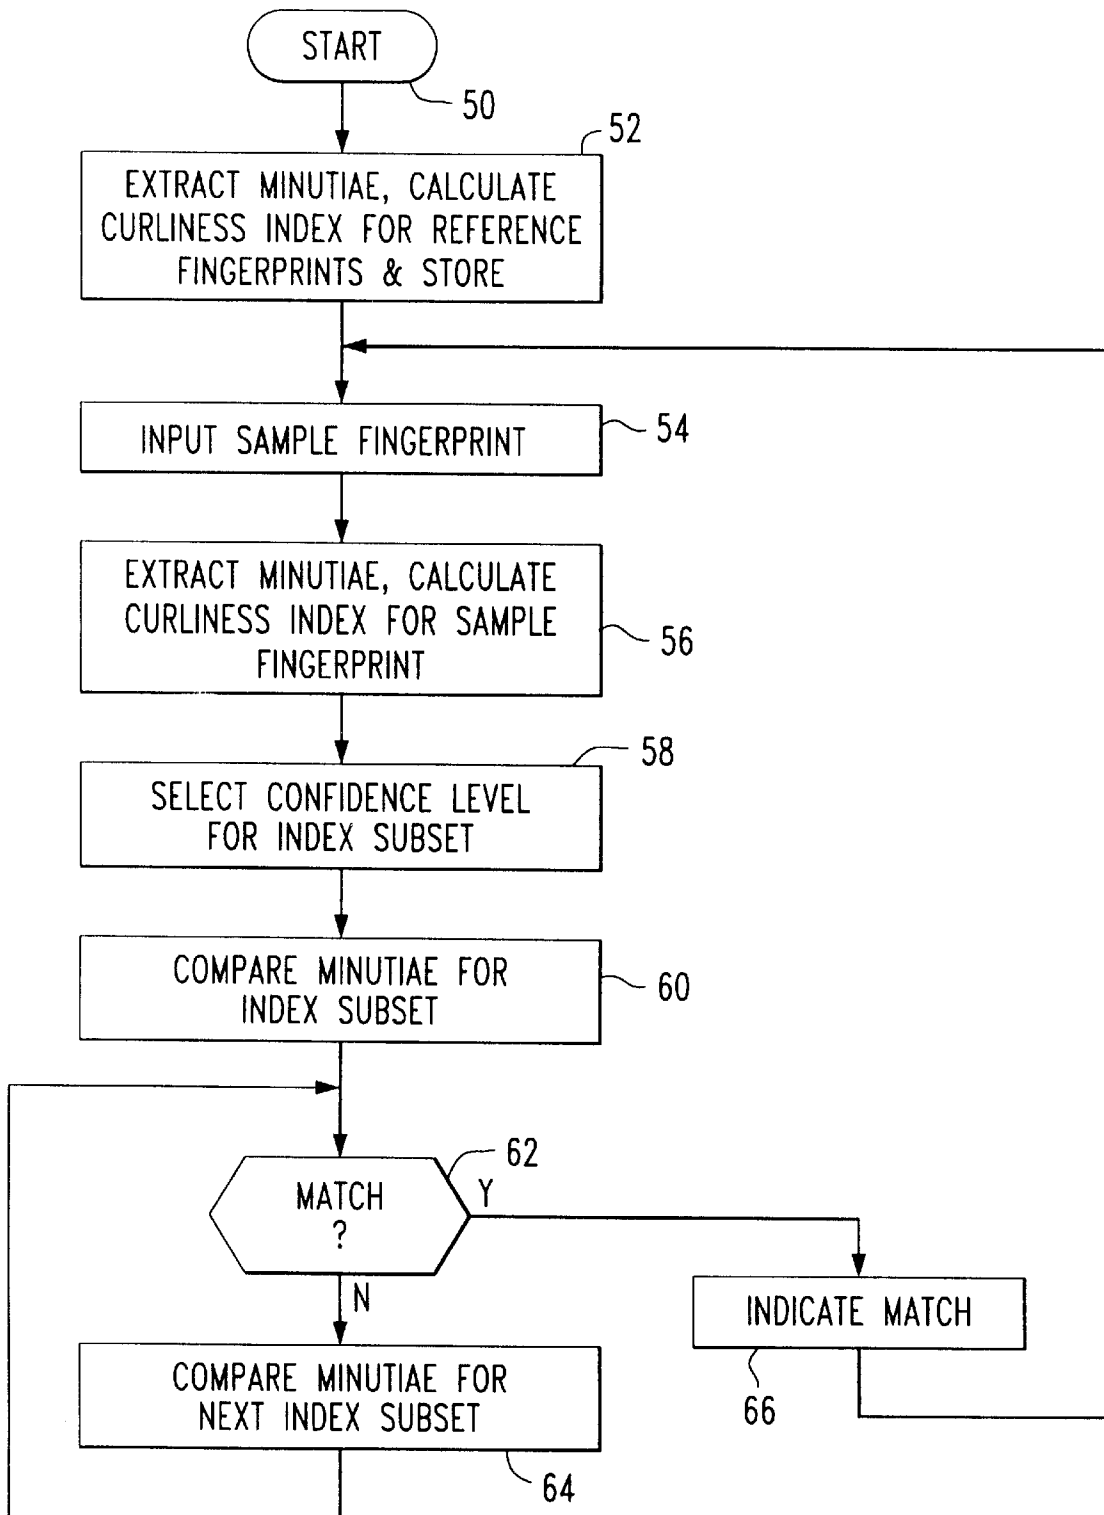 START
50
52
EXTRACT MINUTIAE, CALCULATE
CURLINESS INDEX FOR REFERENCE
FINGERPRINTS & STORE
INPUT SAMPLE FINGERPRINT
54
EXTRACT MINUTIAE, CALCULATE
CURLINESS INDEX FOR SAMPLE
FINGERPRINT
56
58
SELECT CONFIDENCE LEVEL
FOR INDEX SUBSET
COMPARE MINUTIAE FOR
INDEX SUBSET
60
62
MATCH
?
Y
N
INDICATE MATCH
66
COMPARE MINUTIAE FOR
NEXT INDEX SUBSET
64